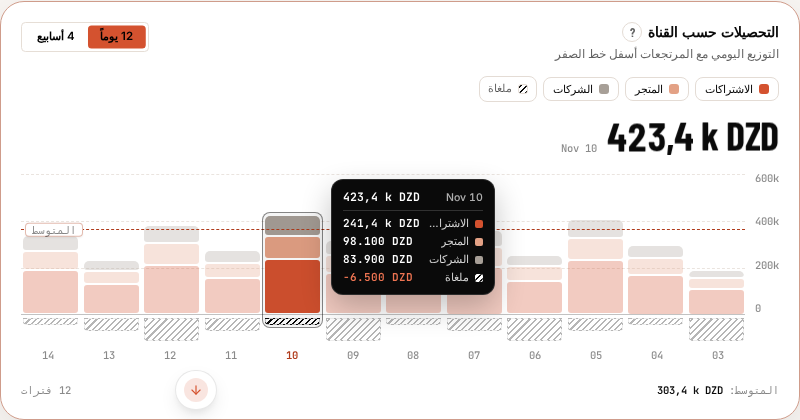 التحصيلات حسب القناة ?
12 يوماً 4 أسابيع
التوزيع اليومي مع المرتجعات أسفل خط الصفر
الاشتراكات المتجر الشركات ملغاة
423,4 k DZD Nov 10
600k
400k
200k
0
المتوسط
Nov 10 423,4 k DZD
الاشترا... 241,4 k DZD
المتجر 98.100 DZD
الشركات 83.900 DZD
ملغاة -6.500 DZD
03 04 05 06 07 08 09 10 11 12 13 14
المتوسط: 303,4 k DZD
12 فترات